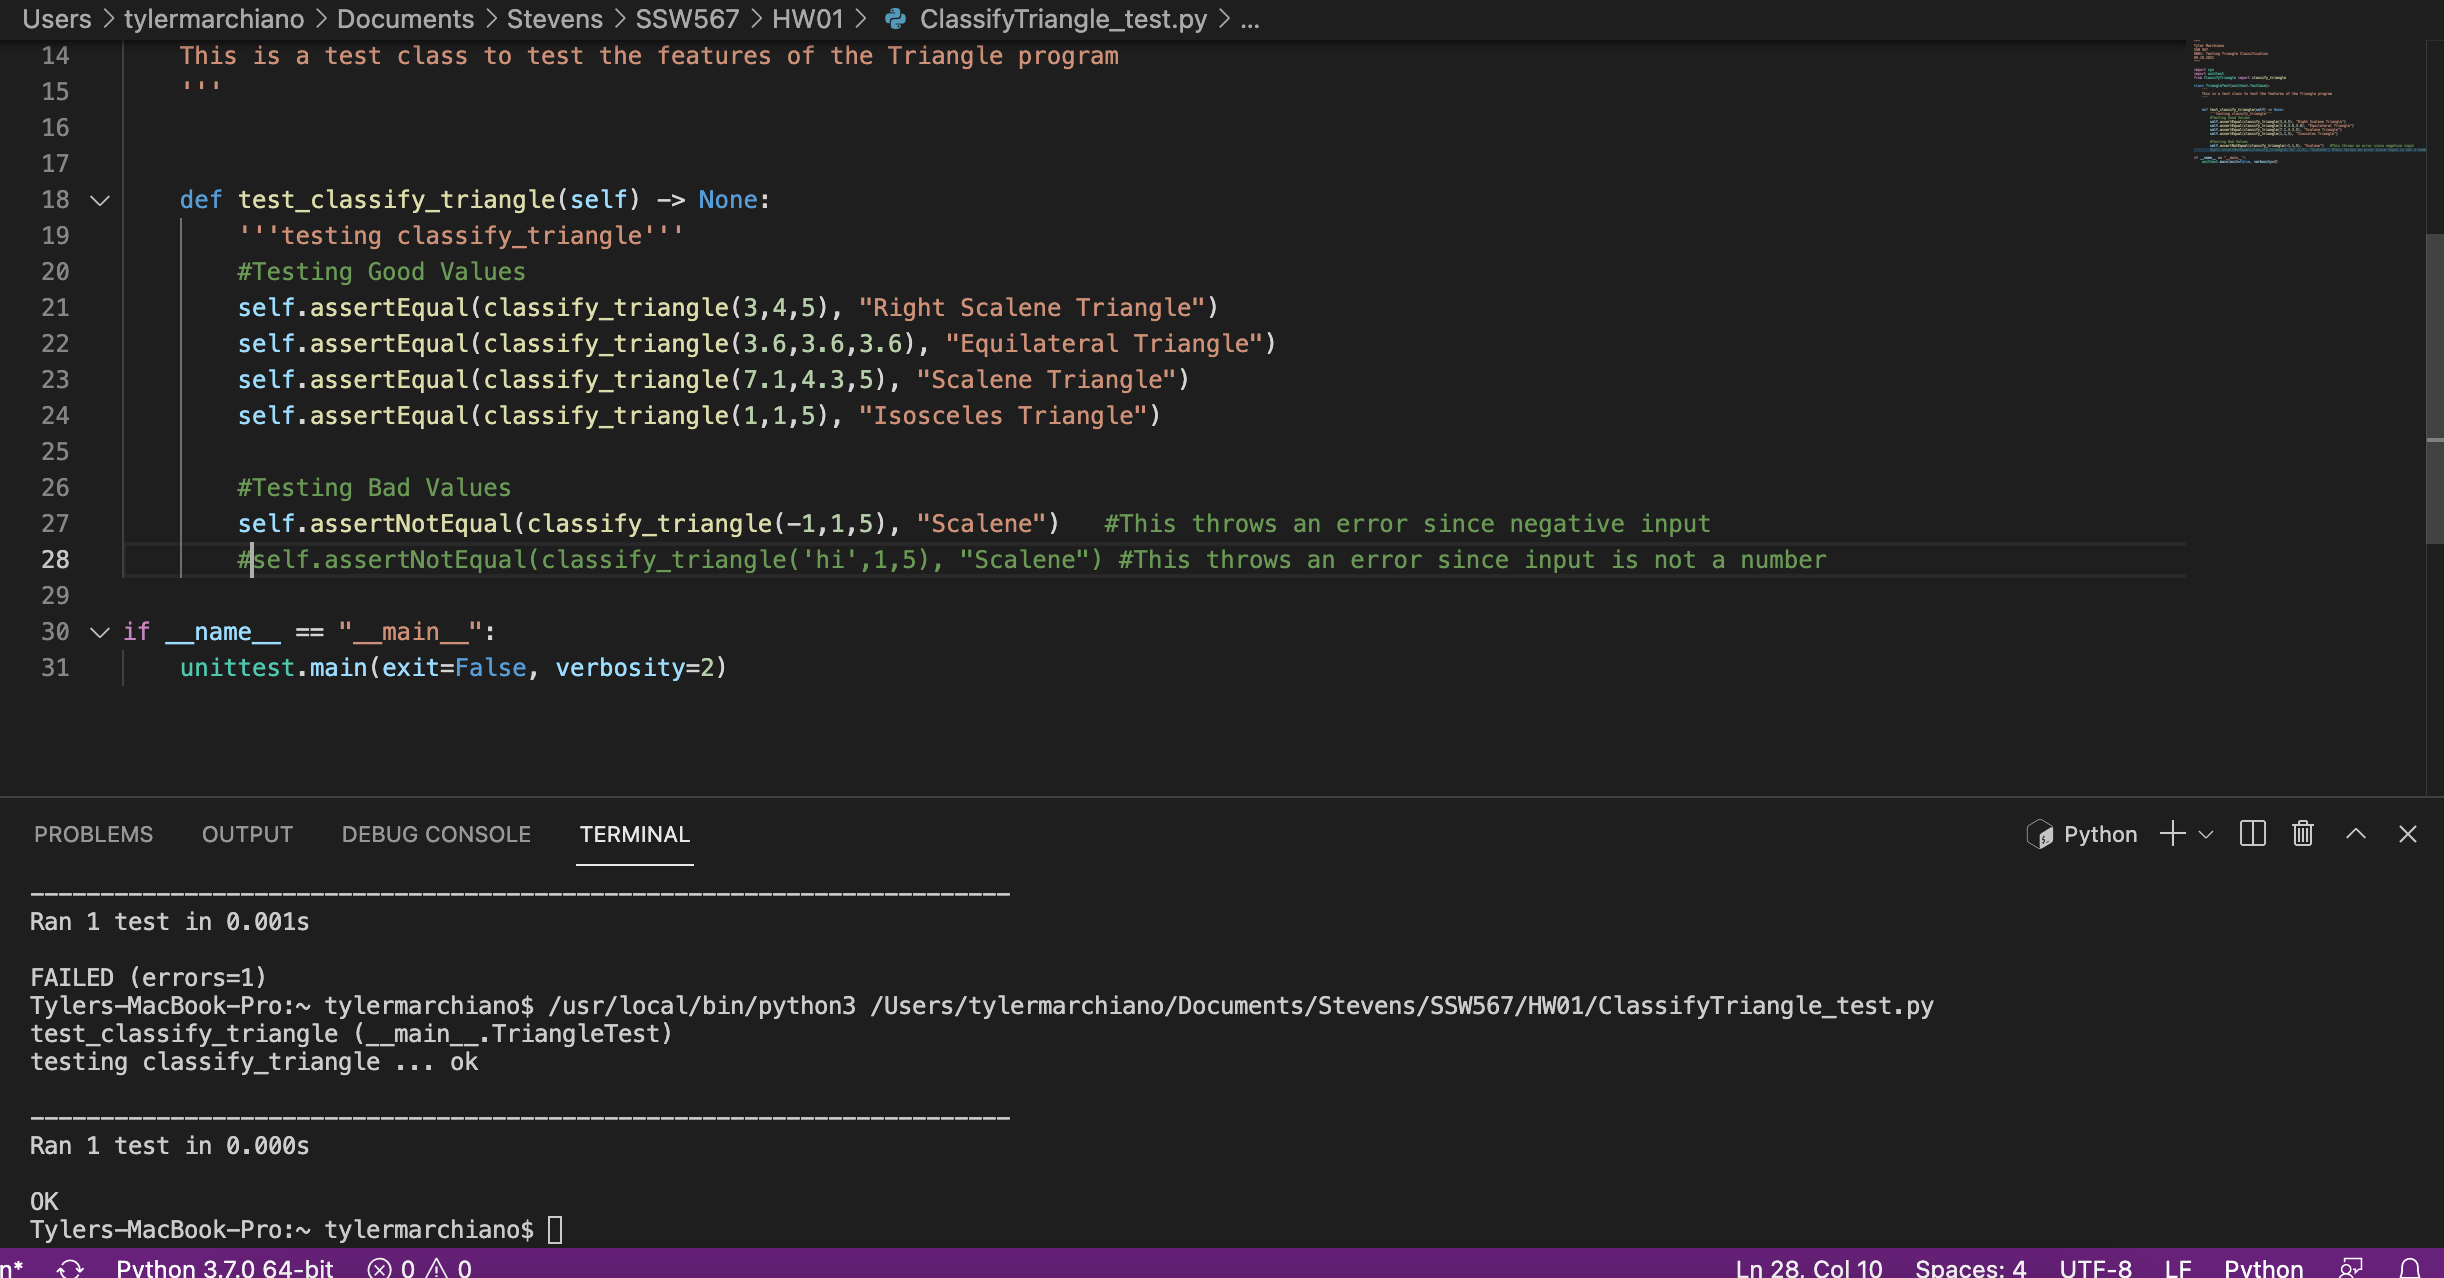 Users > tylermarchiano > Documents > Stevens > SSW567 > HW01 > ClassifyTriangle_test.py > ...
14 This is a test class to test the features of the Triangle program
15 '''
16
17
18 def test_classify_triangle(self) -> None:
19 '''testing classify_triangle'''
20 #Testing Good Values
21 self.assertEqual(classify_triangle(3,4,5), "Right Scalene Triangle")
22 self.assertEqual(classify_triangle(3.6,3.6,3.6), "Equilateral Triangle")
23 self.assertEqual(classify_triangle(7.1,4.3,5), "Scalene Triangle")
24 self.assertEqual(classify_triangle(1,1,5), "Isosceles Triangle")
25
26 #Testing Bad Values
27 self.assertNotEqual(classify_triangle(-1,1,5), "Scalene") #This throws an error since negative input
28 #self.assertNotEqual(classify_triangle('hi',1,5), "Scalene") #This throws an error since input is not a number
29
30 if __name__ == "__main__":
31 unittest.main(exit=False, verbosity=2)
PROBLEMS OUTPUT DEBUG CONSOLE TERMINAL Python
----------------------------------------------------------------------
Ran 1 test in 0.001s
FAILED (errors=1)
Tylers-MacBook-Pro:~ tylermarchiano$ /usr/local/bin/python3 /Users/tylermarchiano/Documents/Stevens/SSW567/HW01/ClassifyTriangle_test.py
test_classify_triangle (__main__.TriangleTest)
testing classify_triangle ... ok
----------------------------------------------------------------------
Ran 1 test in 0.000s
OK
Tylers-MacBook-Pro:~ tylermarchiano$
n* Python 3.7.0 64-bit 0 0 Ln 28, Col 10 Spaces: 4 UTF-8 LF Python